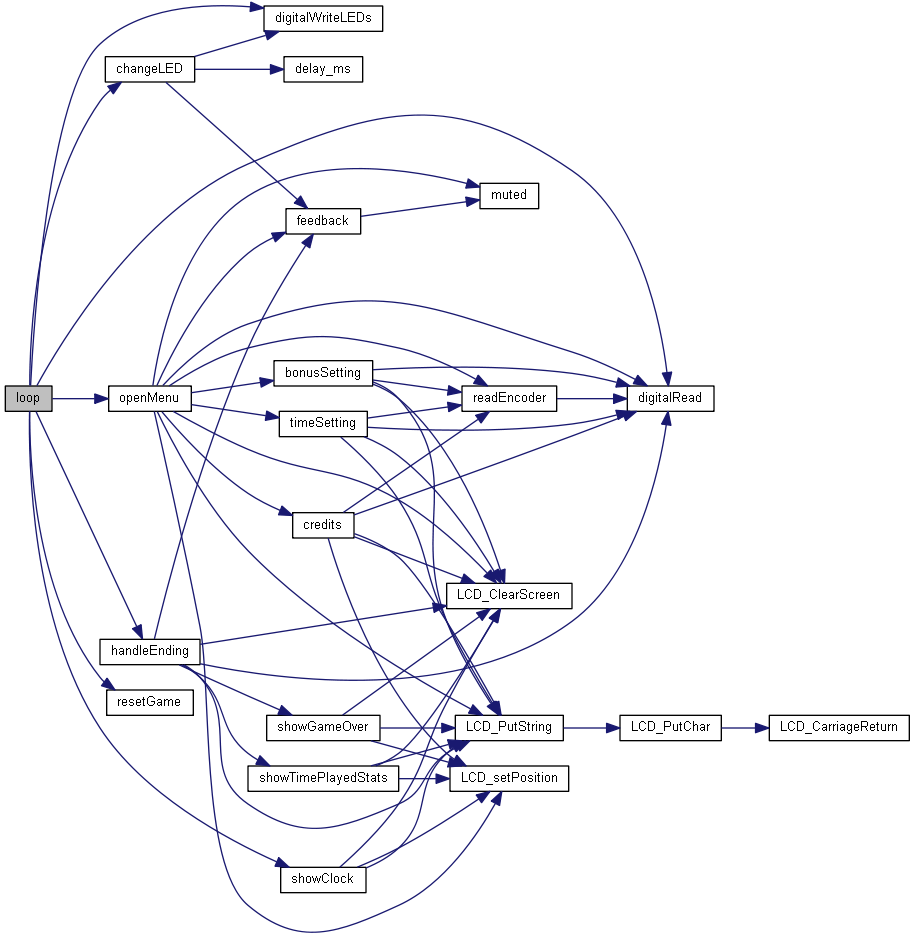 digitalWriteLEDs
changeLED
delay_ms
muted
feedback
bonusSetting
loop
openMenu
readEncoder
digitalRead
timeSetting
credits
LCD_ClearScreen
handleEnding
resetGame
showGameOver
LCD_PutString
LCD_PutChar
LCD_CarriageReturn
showTimePlayedStats
LCD_setPosition
showClock